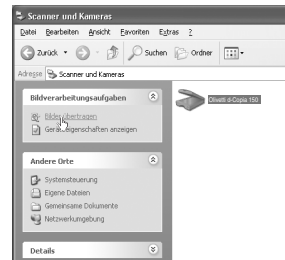 Scanner und Kameras
Datei Bearbeiten Ansicht Favoriten Extras ?
Zurück Suchen Ordner
Adresse Scanner und Kameras
Bildverarbeitungsaufgaben
Bilder übertragen
Geräteeigenschaften anzeigen
Andere Orte
Systemsteuerung
Eigene Dateien
Gemeinsame Dokumente
Netzwerkumgebung
Details
Olivetti d-Copia 150